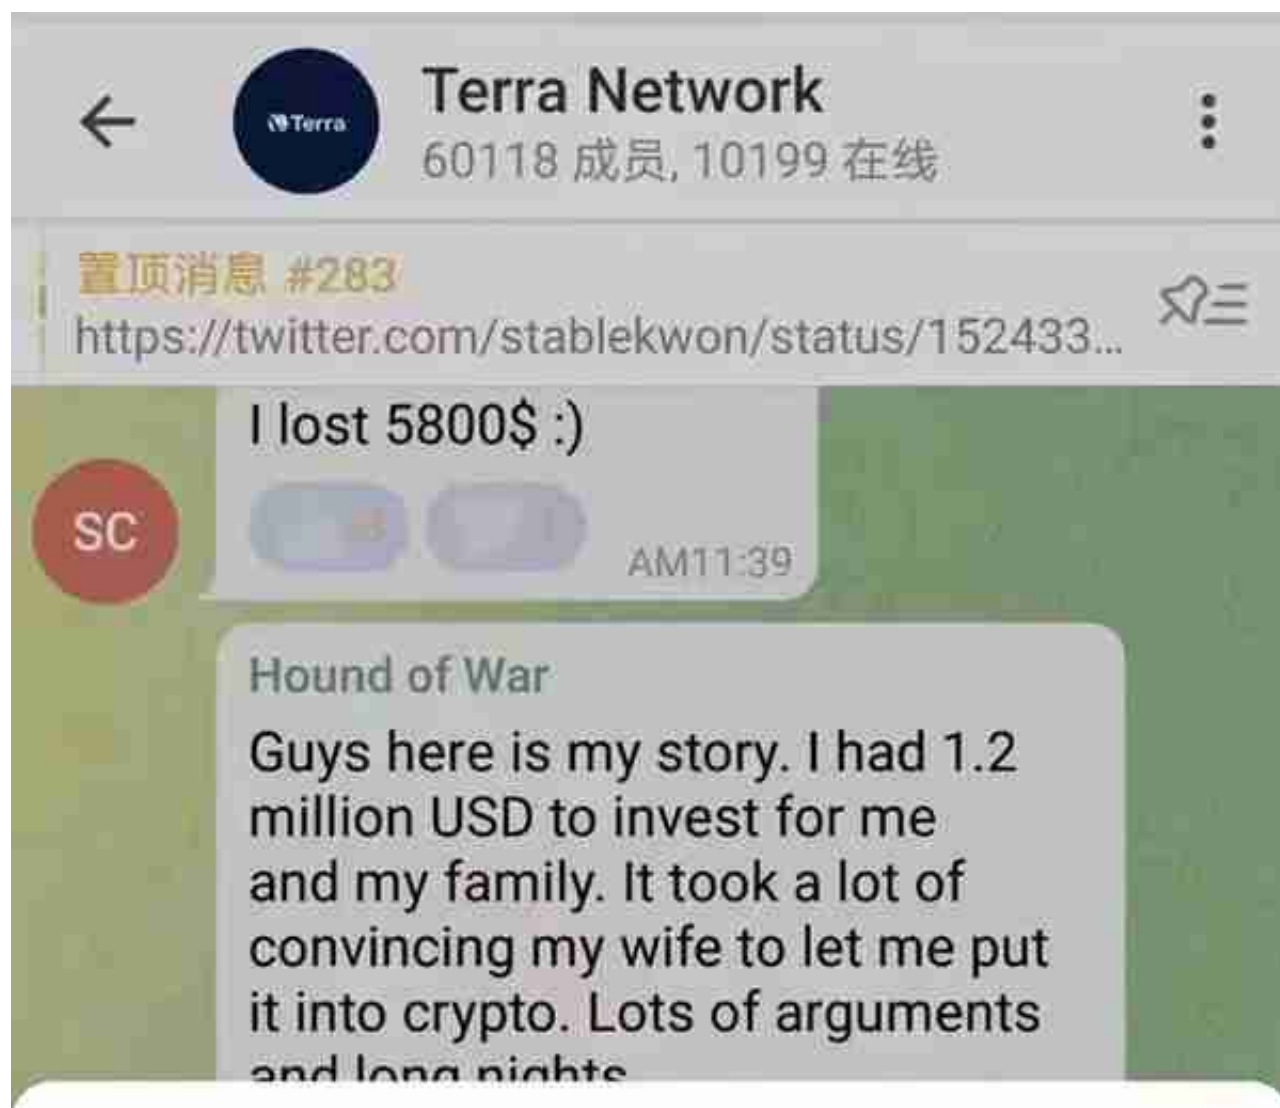 Terra
Terra Network
60118 成员, 10199 在线
置顶消息 #283
https://twitter.com/stablekwon/status/152433...
I lost 5800$ :)
SC
AM11:39
Hound of War
Guys here is my story. I had 1.2
million USD to invest for me
and my family. It took a lot of
convincing my wife to let me put
it into crypto. Lots of arguments
and long nights